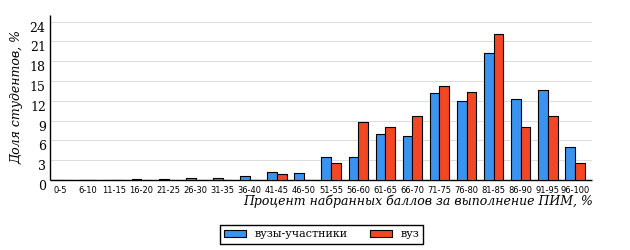 Доля студентов, %
24
21
18
15
12
9
6
3
0
0-5 6-10 11-15 16-20 21-25 26-30 31-35 36-40 41-45 46-50 51-55 56-60 61-65 66-70 71-75 76-80 81-85 86-90 91-95 96-100
Процент набранных баллов за выполнение ПИМ, %
вузы-участники вуз